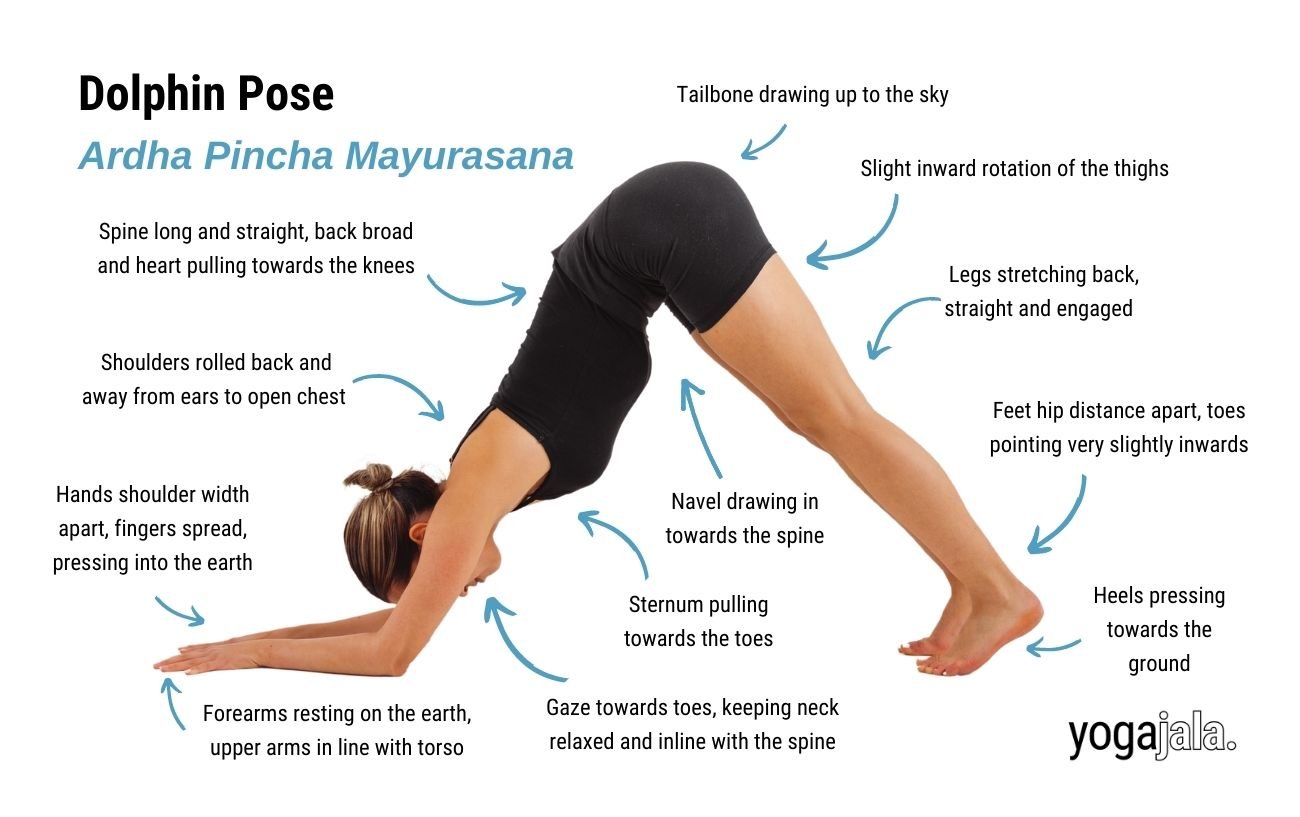 Dolphin Pose
Ardha Pincha Mayurasana
Tailbone drawing up to the sky
Slight inward rotation of the thighs
Spine long and straight, back broad
and heart pulling towards the knees
Legs stretching back,
straight and engaged
Shoulders rolled back and
away from ears to open chest
Feet hip distance apart, toes
pointing very slightly inwards
Hands shoulder width
apart, fingers spread,
pressing into the earth
Navel drawing in
towards the spine
Sternum pulling
towards the toes
Heels pressing
towards the
ground
Forearms resting on the earth,
upper arms in line with torso
Gaze towards toes, keeping neck
relaxed and inline with the spine
yogajala.